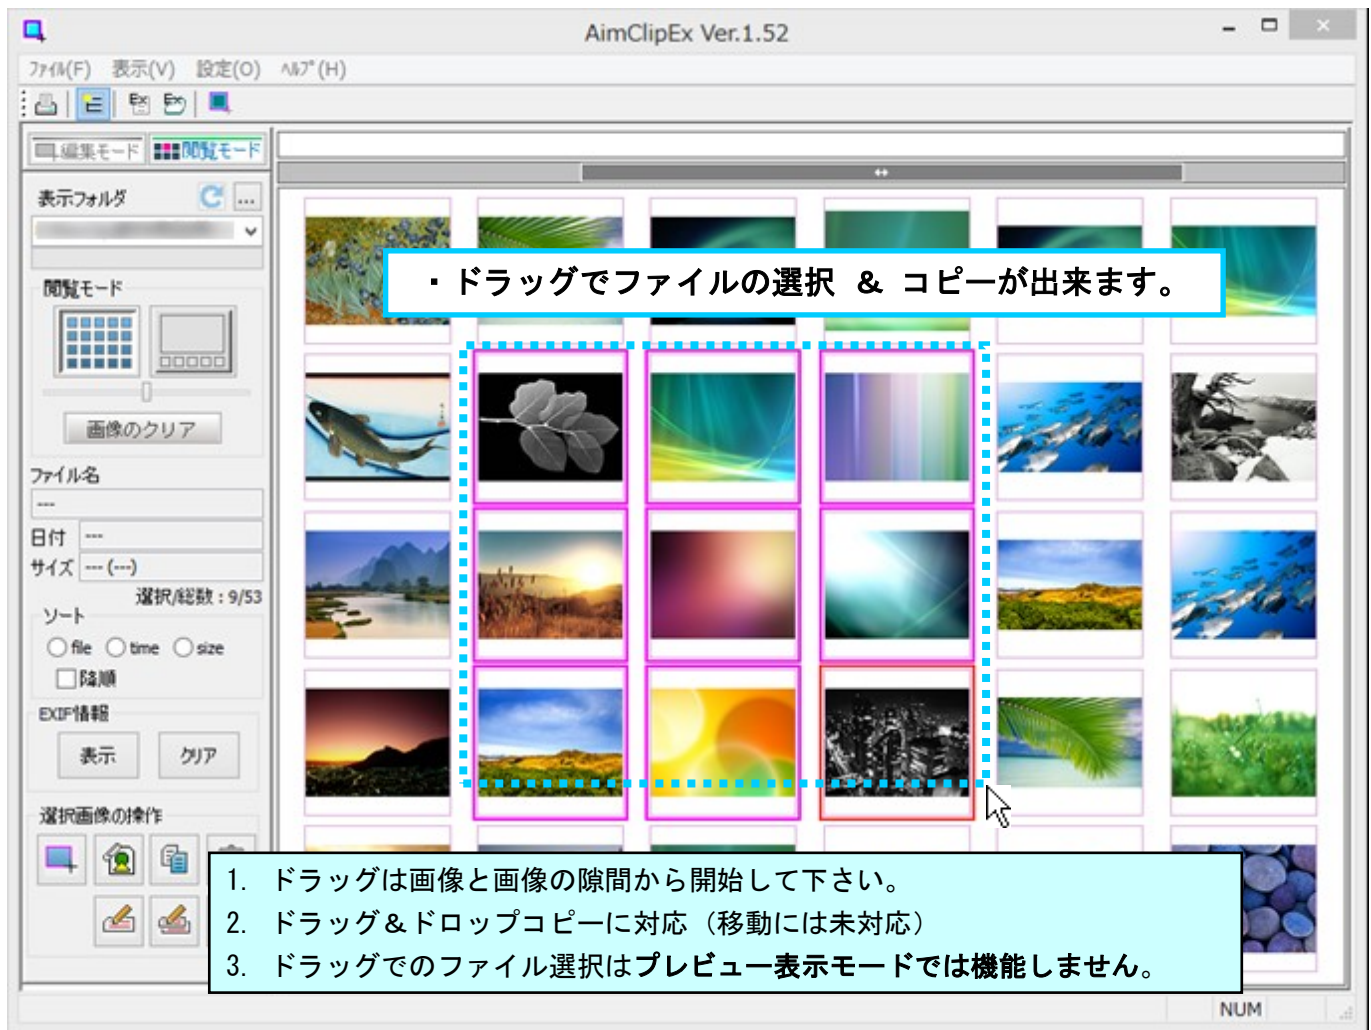 AimClipEx Ver.1.52
ファイル(F) 表示(V) 設定(O) ヘルプ(H)
編集モード 閲覧モード
表示フォルダ ...
・ドラッグでファイルの選択 & コピーが出来ます。
閲覧モード
画像のクリア
ファイル名
---
日付 ---
サイズ --- (---)
選択/総数 : 9/53
ソート
file time size
降順
EXIF情報
表示 クリア
選択画像の操作
1. ドラッグは画像と画像の隙間から開始して下さい。
2. ドラッグ&ドロップコピーに対応（移動には未対応）
3. ドラッグでのファイル選択はプレビュー表示モードでは機能しません。
NUM